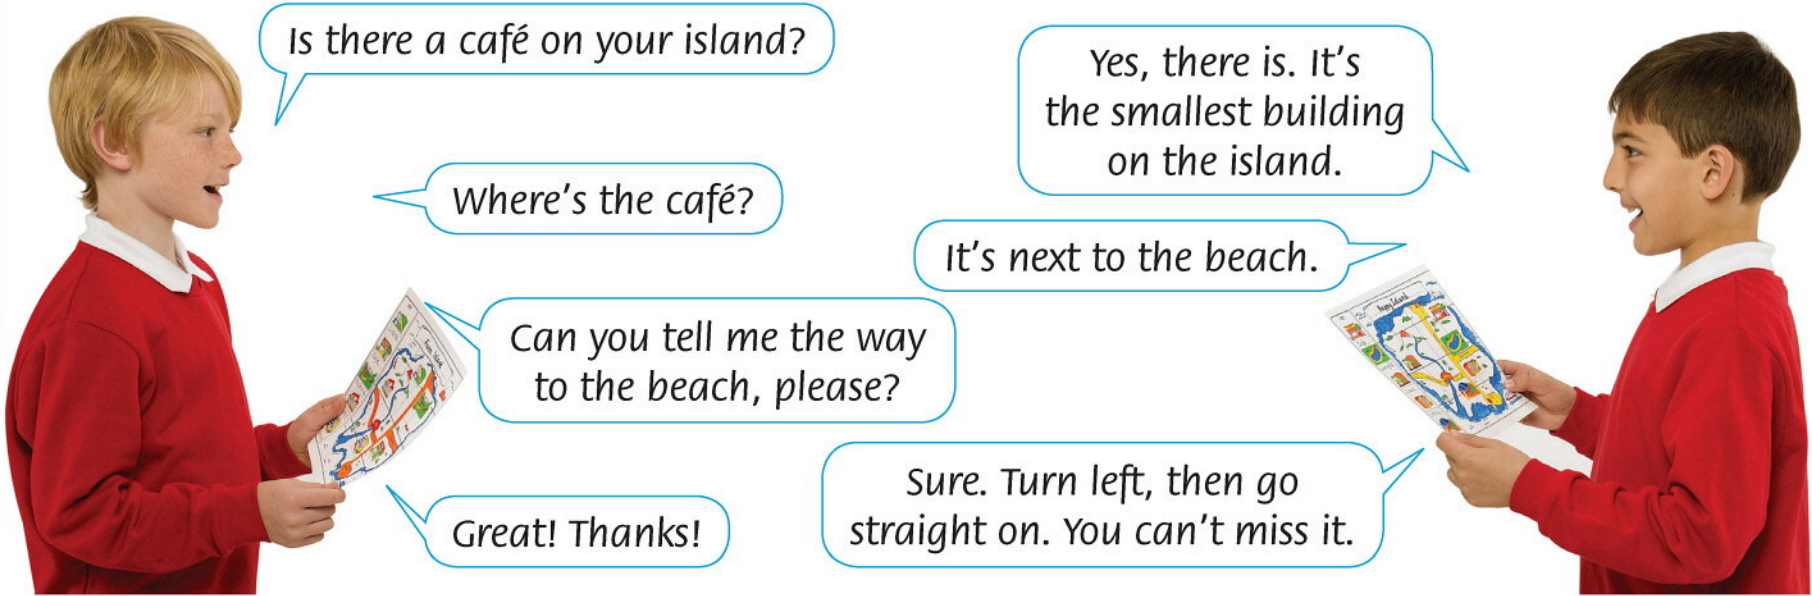 Is there a café on your island?
Yes, there is. It's
the smallest building
on the island.
Where's the café?
It's next to the beach.
Can you tell me the way
to the beach, please?
Sure. Turn left, then go
straight on. You can't miss it.
Great! Thanks!